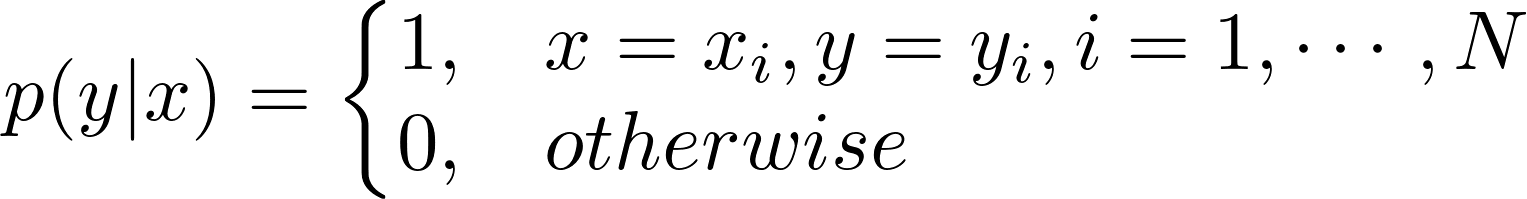 p(y|x) = { 1, x = x_i, y = y_i, i = 1, ⋯ , N
0, otherwise